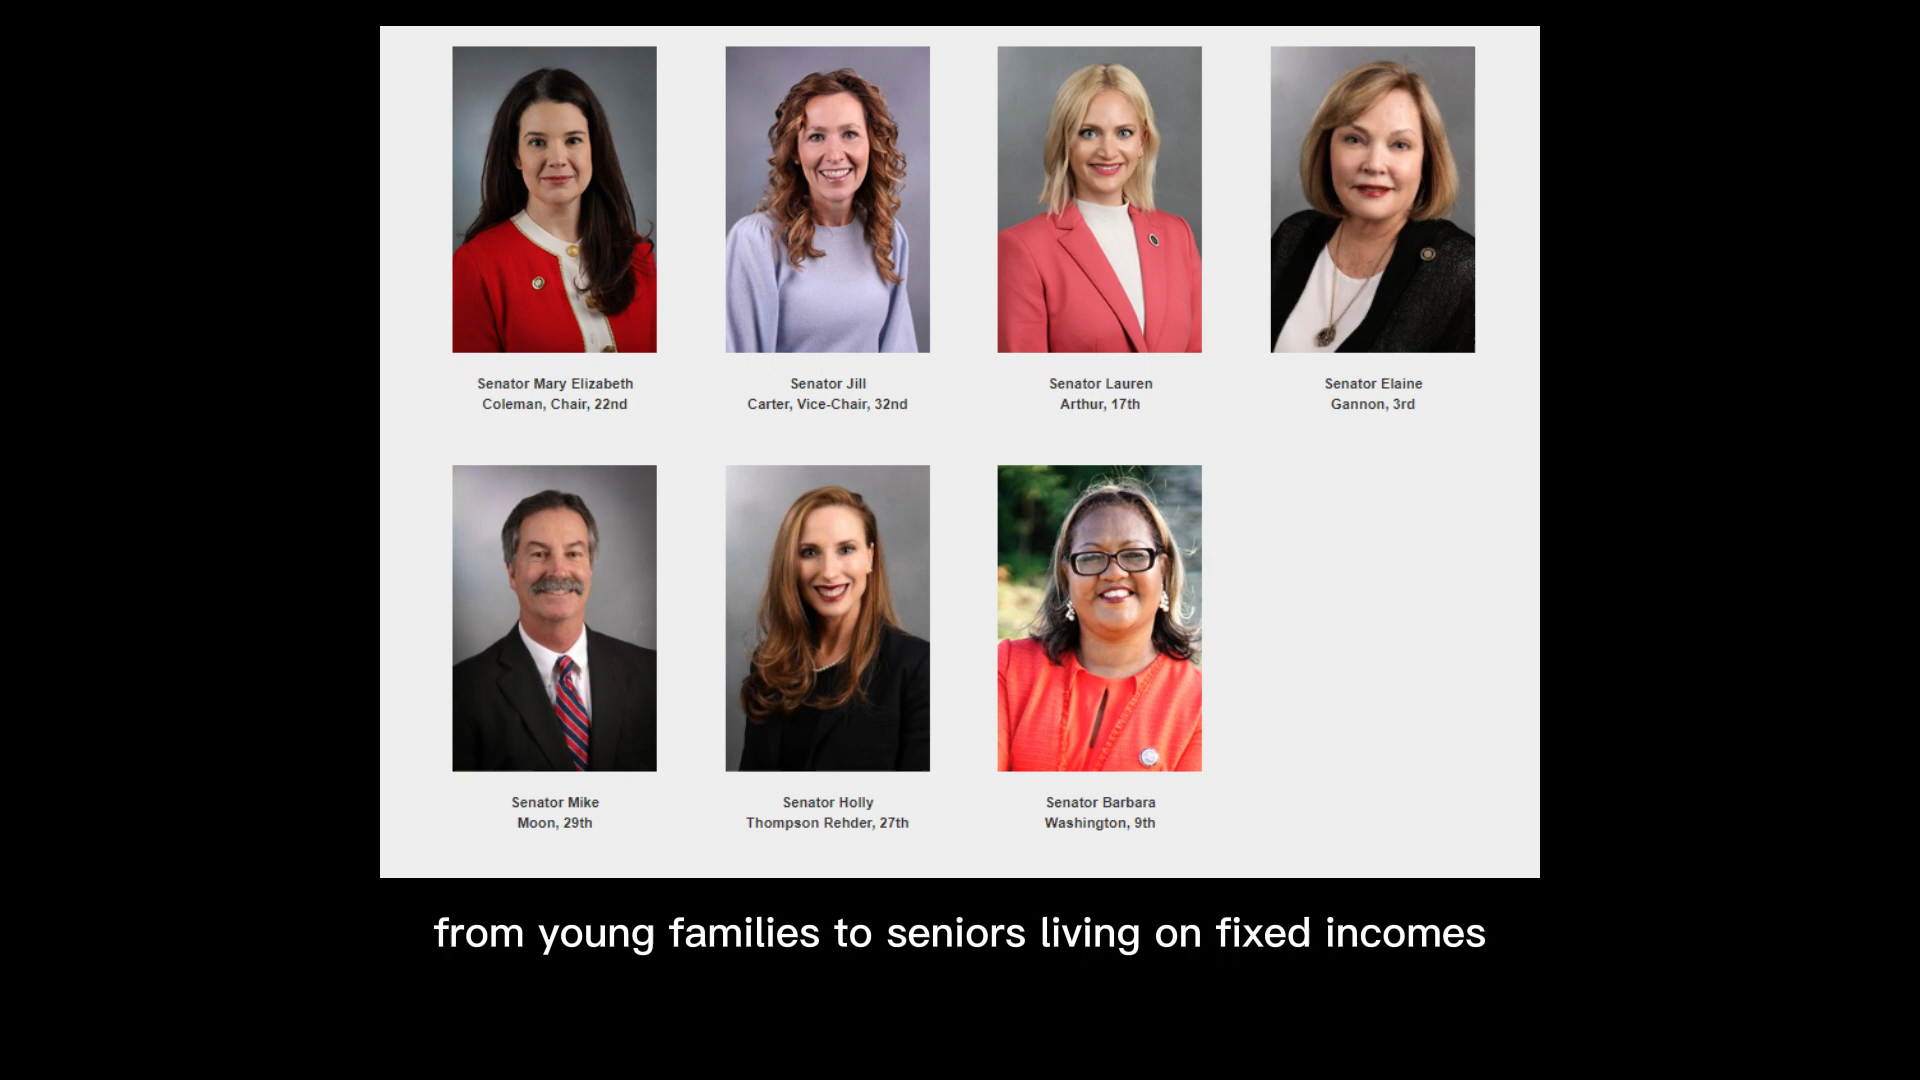 Senator Mary Elizabeth
Coleman, Chair, 22nd
Senator Jill
Carter, Vice-Chair, 32nd
Senator Lauren
Arthur, 17th
Senator Elaine
Gannon, 3rd
Senator Mike
Moon, 29th
Senator Holly
Thompson Rehder, 27th
Senator Barbara
Washington, 9th
from young families to seniors living on fixed incomes